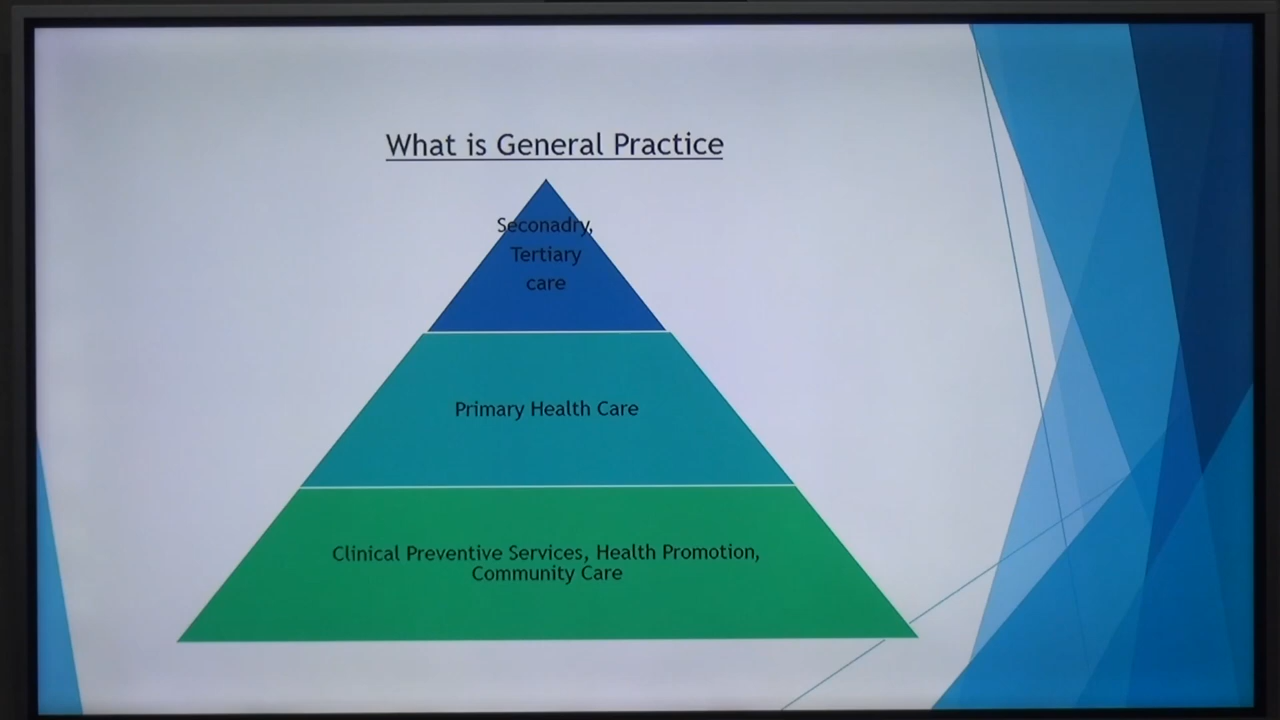 What is General Practice
Seconadry,
Tertiary
care
Primary Health Care
Clinical Preventive Services, Health Promotion,
Community Care